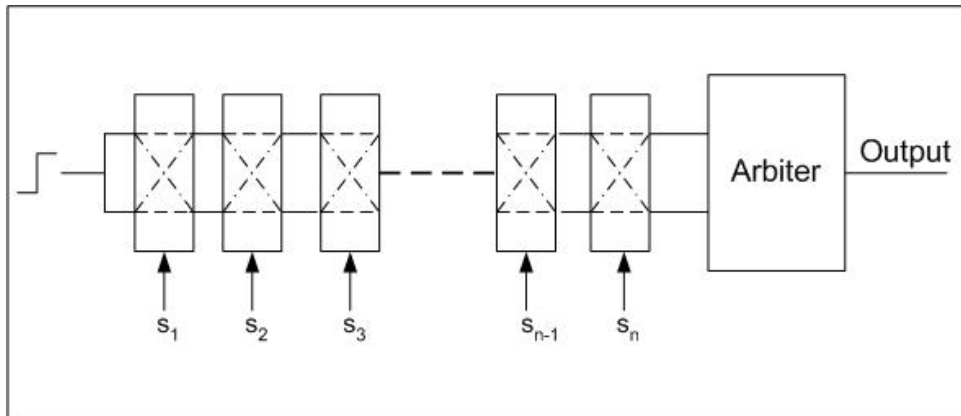 Arbiter
Output
s₁
s₂
s₃
sₙ₋₁
sₙ